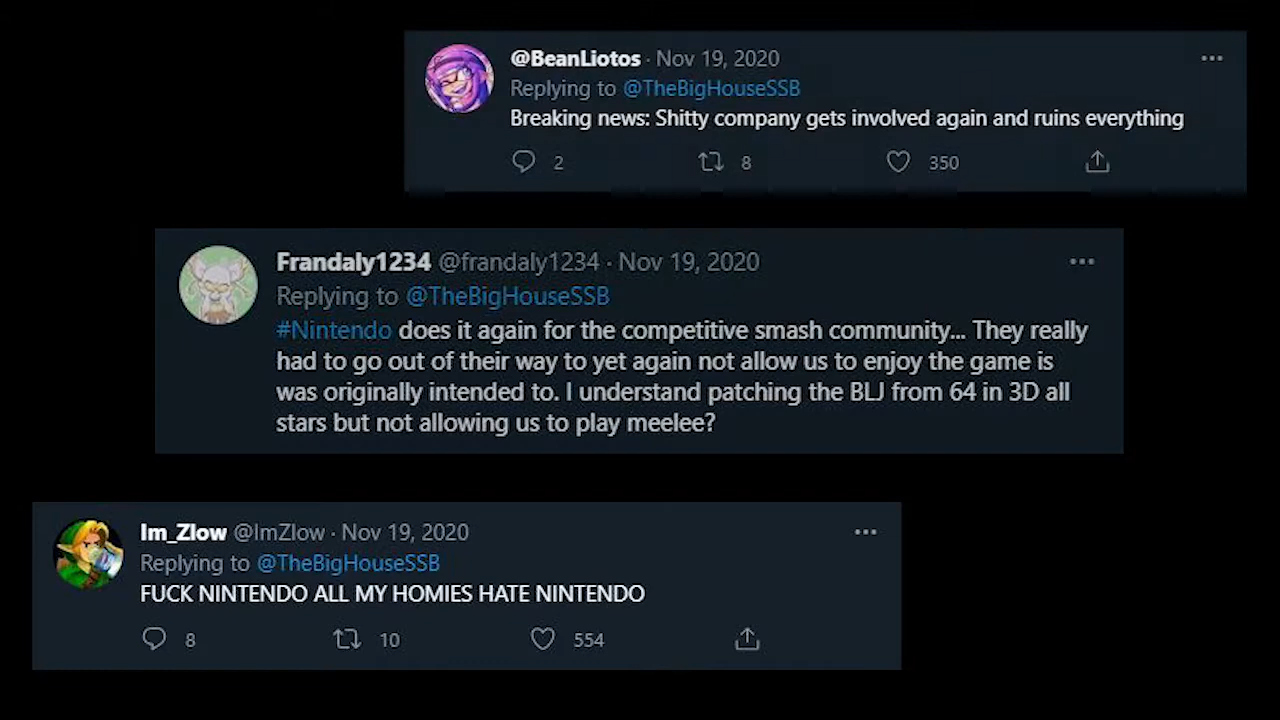 @BeanLiotos · Nov 19, 2020
Replying to @TheBigHouseSSB
Breaking news: Shitty company gets involved again and ruins everything
2 8 350
Frandaly1234 @frandaly1234 · Nov 19, 2020
Replying to @TheBigHouseSSB
#Nintendo does it again for the competitive smash community... They really
had to go out of their way to yet again not allow us to enjoy the game is
was originally intended to. I understand patching the BLJ from 64 in 3D all
stars but not allowing us to play meelee?
Im_Zlow @ImZlow · Nov 19, 2020
Replying to @TheBigHouseSSB
FUCK NINTENDO ALL MY HOMIES HATE NINTENDO
8 10 554